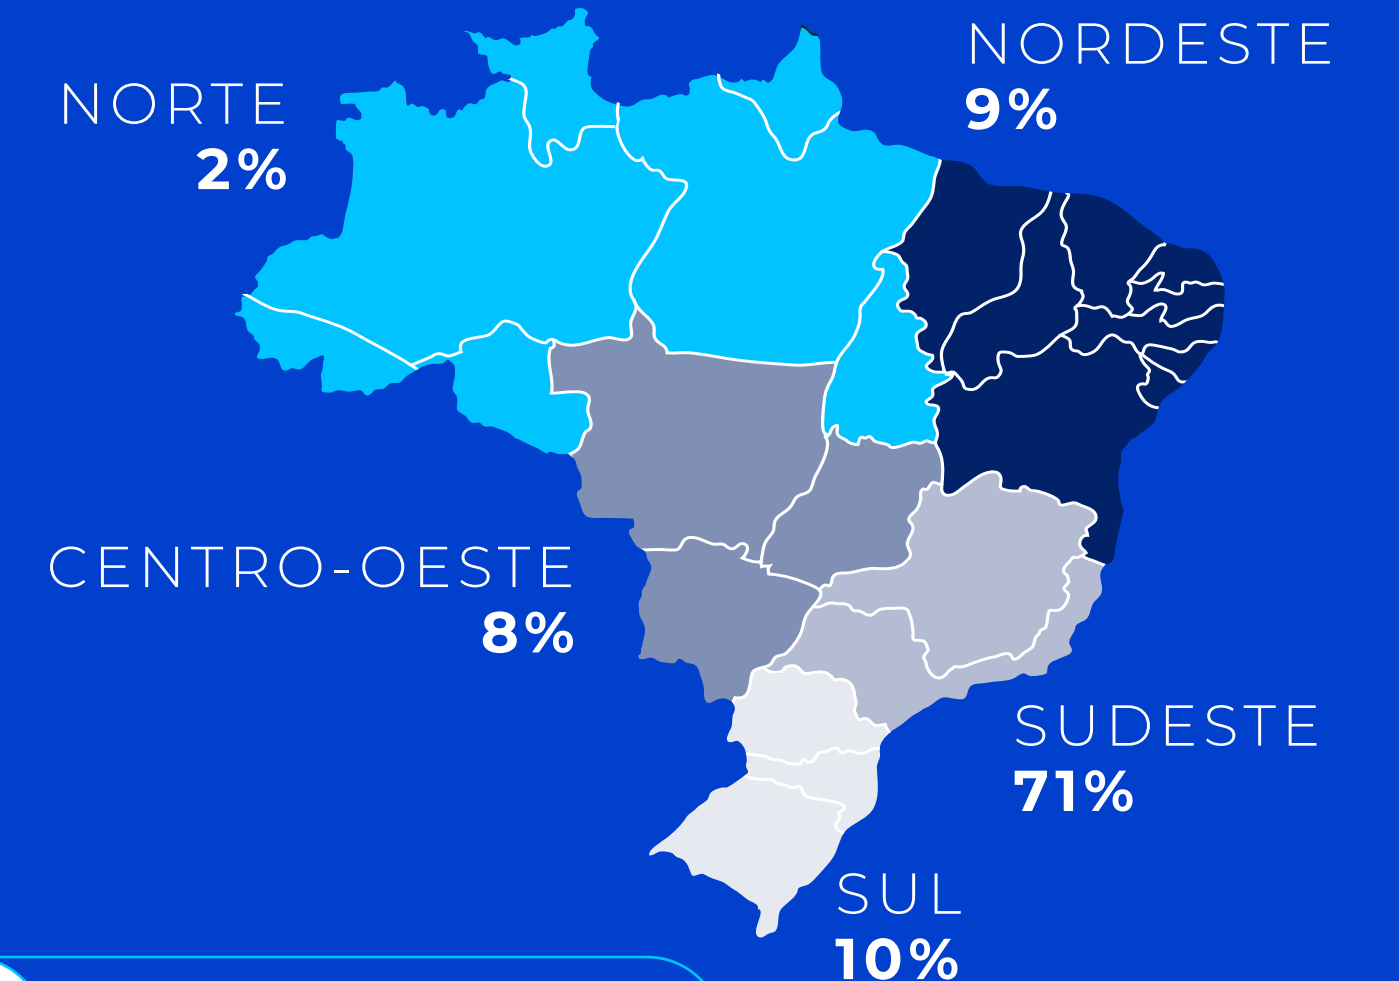 NORDESTE
9%
NORTE
2%
CENTRO-OESTE
8%
SUDESTE
71%
SUL
10%